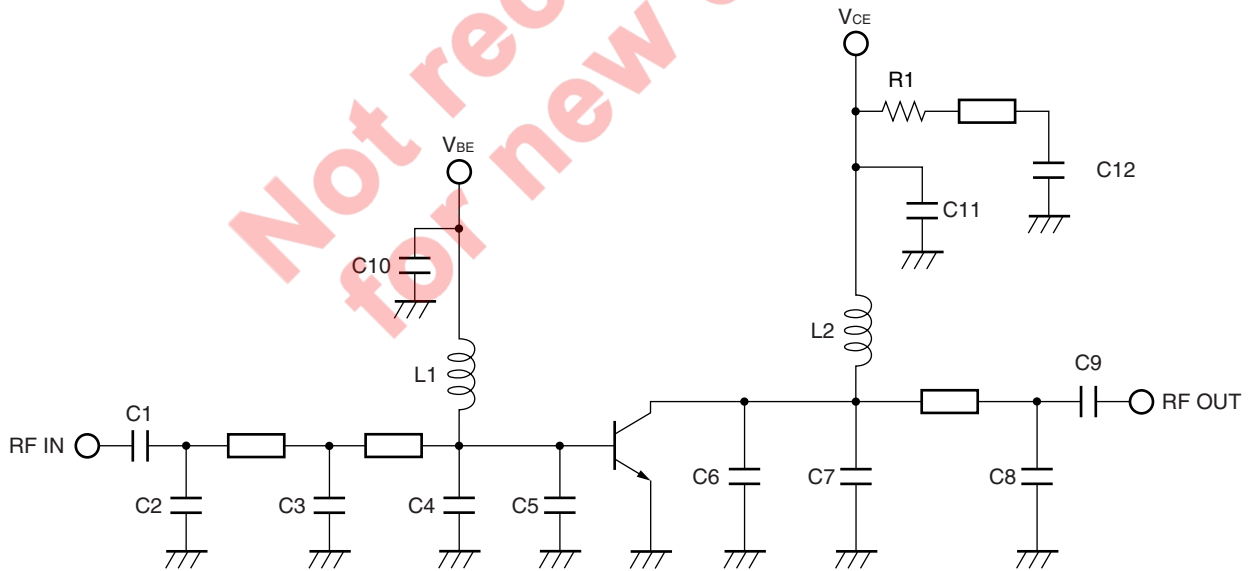 Not rec
for new
VCE
R1
C12
C11
VBE
C10
L2
L1
C9
RF OUT
C1
RF IN
C2
C3
C4
C5
C6
C7
C8